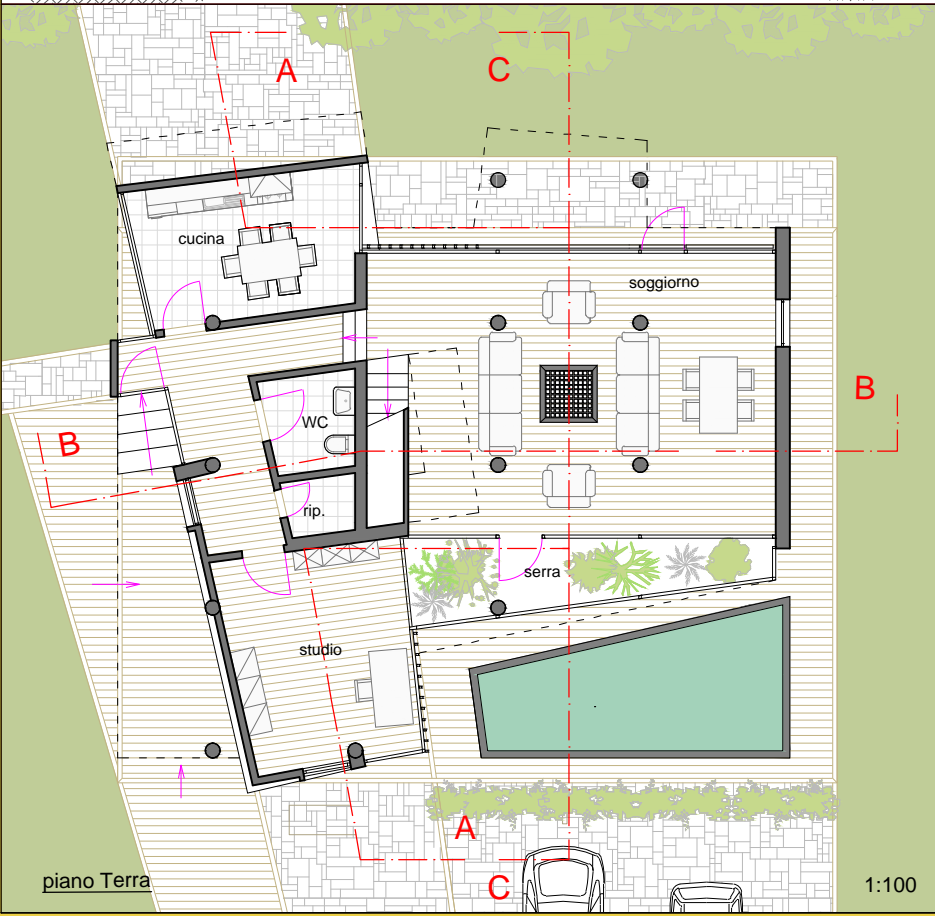 A
C
cucina
soggiorno
B
B
WC
rip.
serra
studio
A
C
piano Terra
1:100